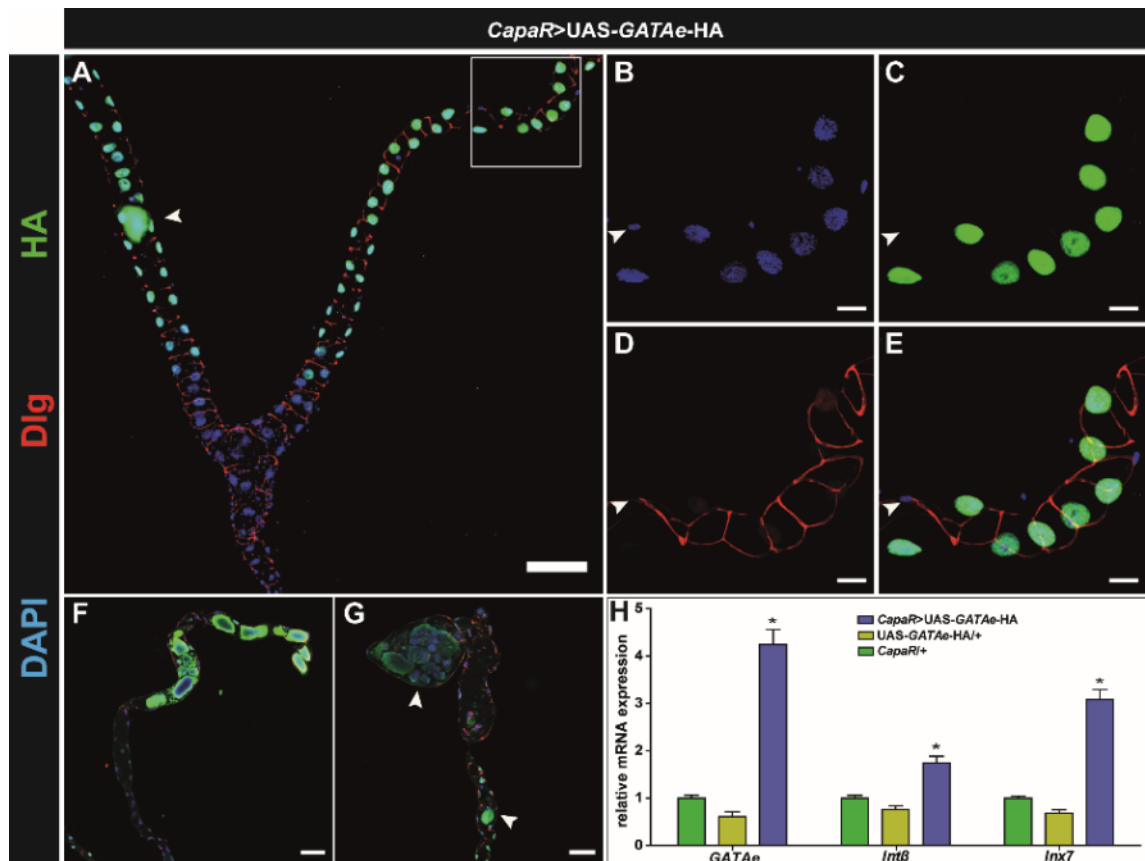 CapaR>UAS-GATAe-HA
HA
Dlg
DAPI
A
B
C
D
E
F
G
H
relative mRNA expression
5
4
3
2
1
0
CapaR>UAS-GATAe-HA
UAS-GATAe-HA/+
CapaR/+
*
*
*
GATAe
Intß
Inx7